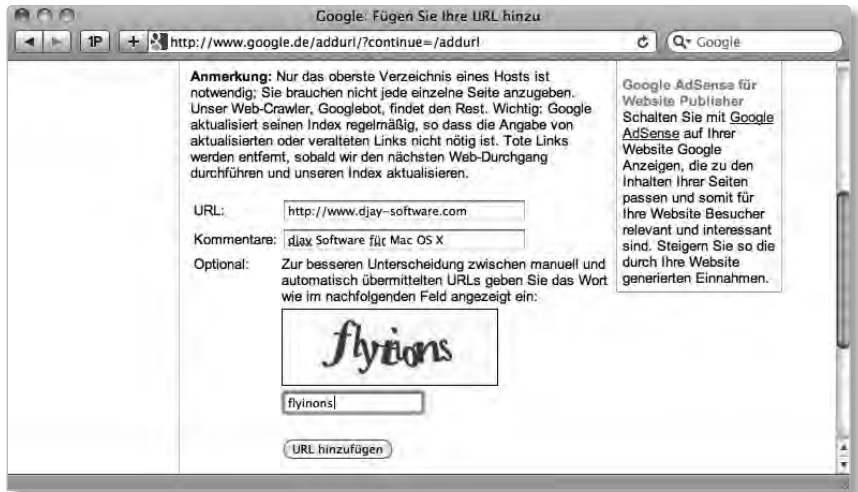 Google: Fügen Sie Ihre URL hinzu
1P
+
http://www.google.de/addurl/?continue=/addurl
Google
Anmerkung: Nur das oberste Verzeichnis eines Hosts ist
notwendig; Sie brauchen nicht jede einzelne Seite anzugeben.
Unser Web-Crawler, Googlebot, findet den Rest. Wichtig: Google
aktualisiert seinen Index regelmäßig, so dass die Angabe von
aktualisierten oder veralteten Links nicht nötig ist. Tote Links
werden entfernt, sobald wir den nächsten Web-Durchgang
durchführen und unseren Index aktualisieren.
URL: http://www.djay-software.com
Kommentare: djay Software für Mac OS X
Optional: Zur besseren Unterscheidung zwischen manuell und
automatisch übermittelten URLs geben Sie das Wort
wie im nachfolgenden Feld angezeigt ein:
flyinons
URL hinzufügen
Google AdSense für
Website Publisher
Schalten Sie mit Google
AdSense auf Ihrer
Website Google
Anzeigen, die zu den
Inhalten Ihrer Seiten
passen und somit für
Ihre Website Besucher
relevant und interessant
sind. Steigern Sie so die
durch Ihre Website
generierten Einnahmen.